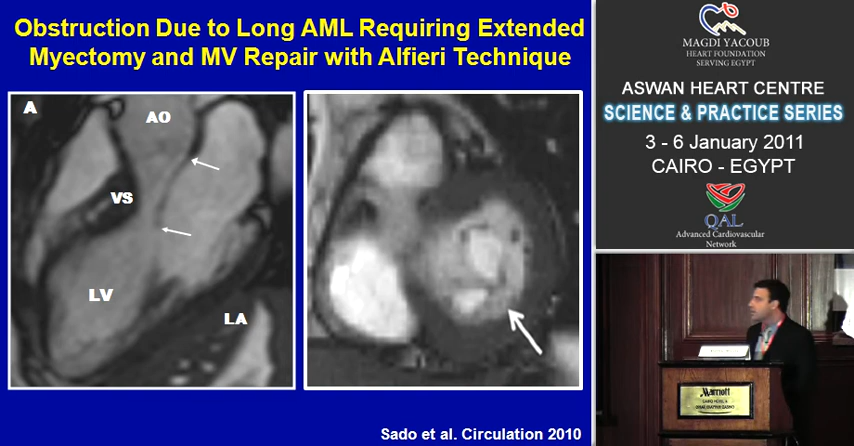 Obstruction Due to Long AML Requiring Extended
Myectomy and MV Repair with Alfieri Technique
A
AO
VS
LV
LA
Sado et al. Circulation 2010
MAGDI YACOUB
HEART FOUNDATION
SERVING EGYPT
ASWAN HEART CENTRE
SCIENCE & PRACTICE SERIES
3 - 6 January 2011
CAIRO - EGYPT
QAL
Advanced Cardiovascular
Network
Marriott